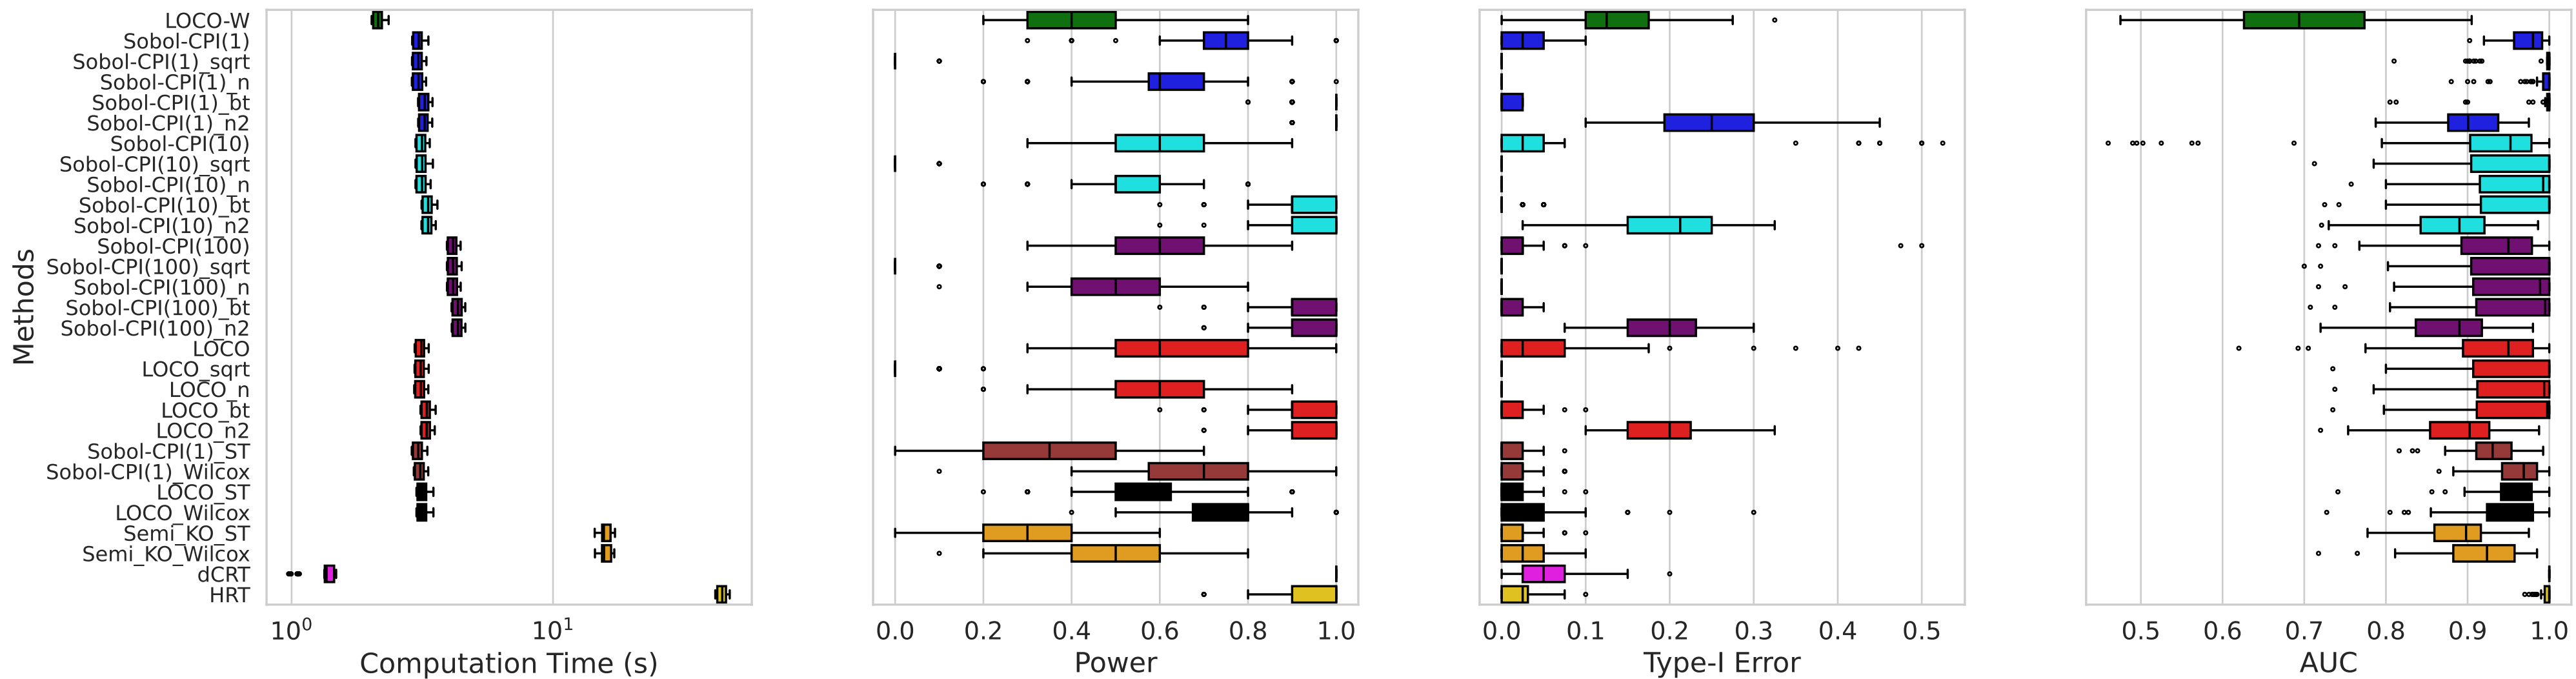 Methods
LOCO-W
Sobol-CPI(1)
Sobol-CPI(1)_sqrt
Sobol-CPI(1)_n
Sobol-CPI(1)_bt
Sobol-CPI(1)_n2
Sobol-CPI(10)
Sobol-CPI(10)_sqrt
Sobol-CPI(10)_n
Sobol-CPI(10)_bt
Sobol-CPI(10)_n2
Sobol-CPI(100)
Sobol-CPI(100)_sqrt
Sobol-CPI(100)_n
Sobol-CPI(100)_bt
Sobol-CPI(100)_n2
LOCO
LOCO_sqrt
LOCO_n
LOCO_bt
LOCO_n2
Sobol-CPI(1)_ST
Sobol-CPI(1)_Wilcox
LOCO_ST
LOCO_Wilcox
Semi_KO_ST
Semi_KO_Wilcox
dCRT
HRT
10⁰ 10¹
Computation Time (s)
0.0 0.2 0.4 0.6 0.8 1.0
Power
0.0 0.1 0.2 0.3 0.4 0.5
Type-I Error
0.5 0.6 0.7 0.8 0.9 1.0
AUC